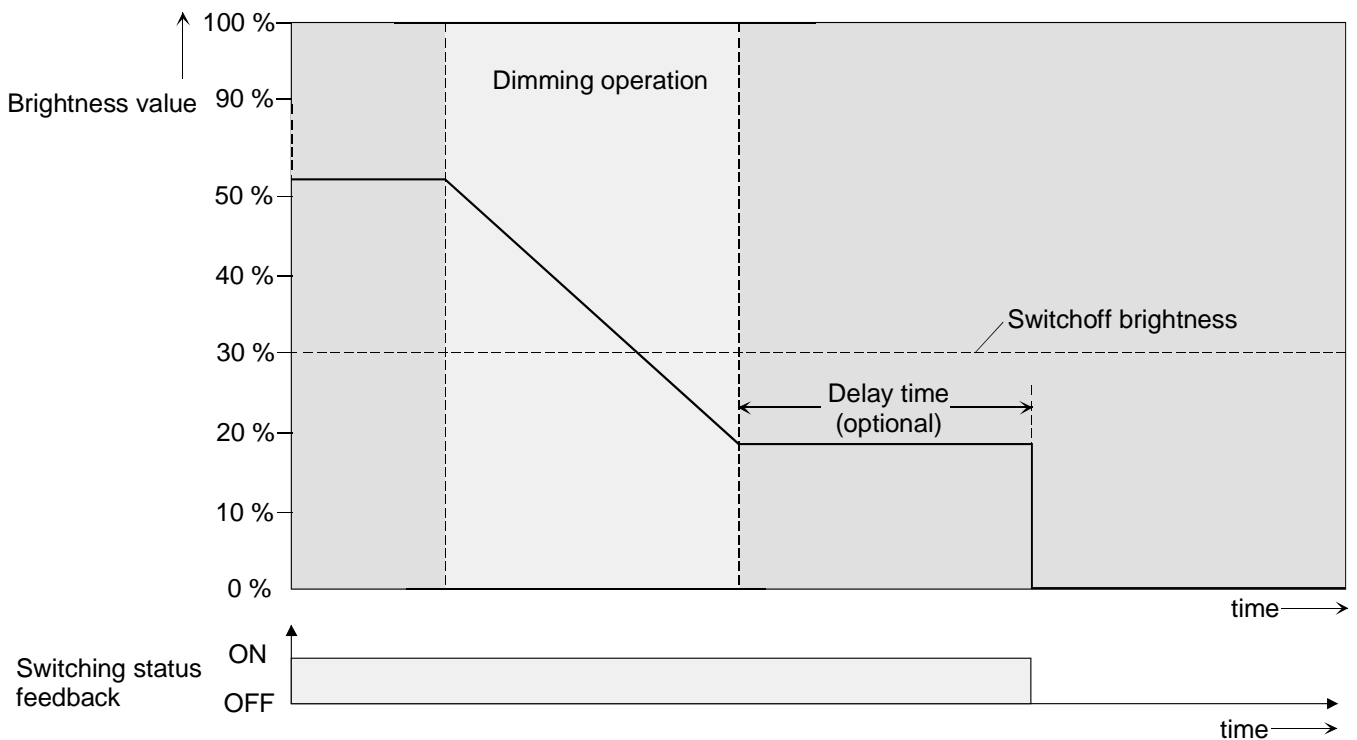 100 %
Brightness value
90 %
Dimming operation
50 %
40 %
Switchoff brightness
30 %
Delay time
(optional)
20 %
10 %
0 %
time
Switching status
feedback
ON
OFF
time